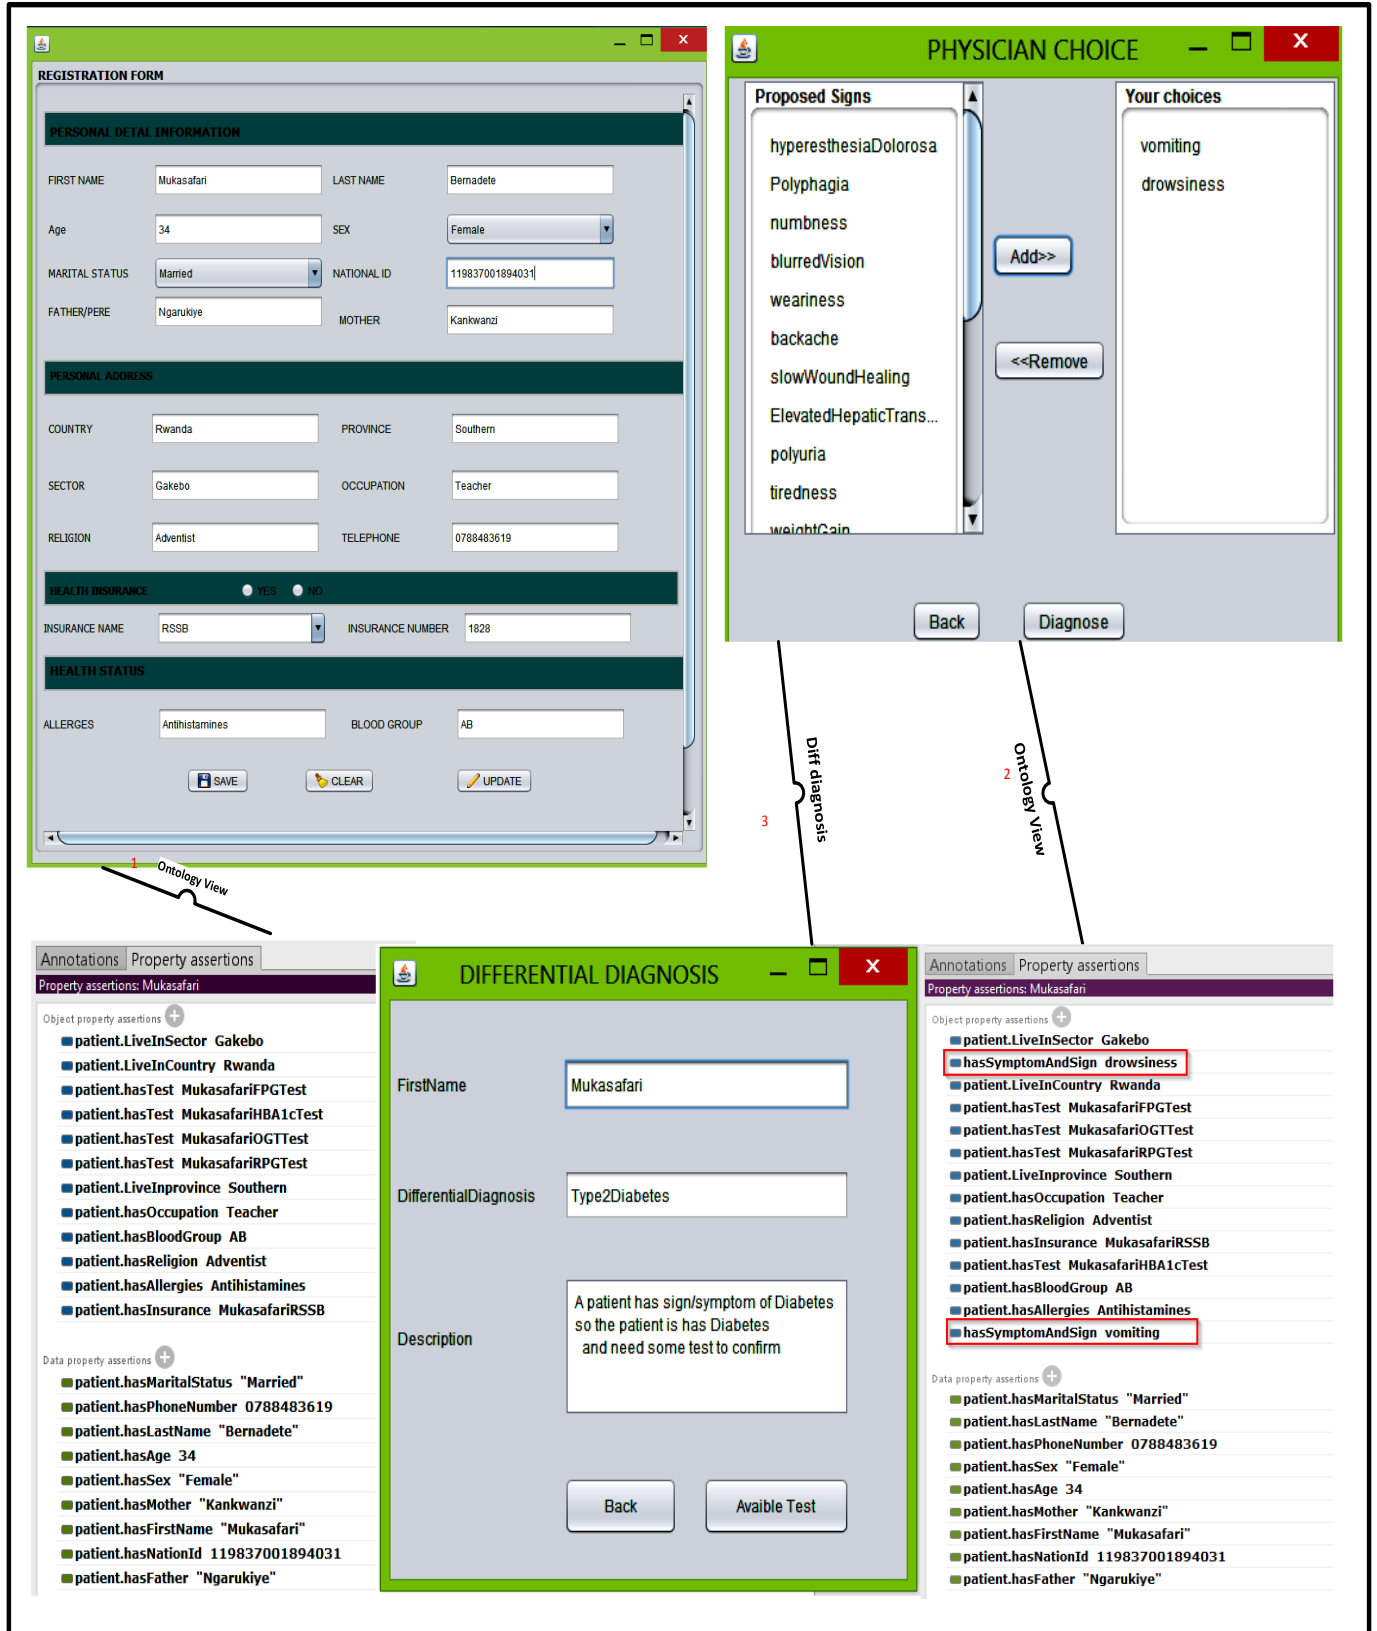 REGISTRATION FORM
PERSONAL DETAL INFORMATION
FIRST NAME Mukasafari LAST NAME Bernadete
Age 34 SEX Female
MARITAL STATUS Married NATIONAL ID 119837001894031
FATHER/PERE Ngarukiye MOTHER Kankwanzi
PERSONAL ADDRESS
COUNTRY Rwanda PROVINCE Southern
SECTOR Gakebo OCCUPATION Teacher
RELIGION Adventist TELEPHONE 0788483619
HEALTH INSURANCE YES NO
INSURANCE NAME RSSB INSURANCE NUMBER 1828
HEALTH STATUS
ALLERGES Antihistamines BLOOD GROUP AB
SAVE CLEAR UPDATE
PHYSICIAN CHOICE
Proposed Signs
hyperesthesiaDolorosa
Polyphagia
numbness
blurredVision
weariness
backache
slowWoundHealing
ElevatedHepaticTrans...
polyuria
tiredness
weightGain
Add>>
<<Remove
Your choices
vomiting
drowsiness
Back Diagnose
1 Ontology View
3 Diff diagnosis
2 Ontology View
Annotations Property assertions
Property assertions: Mukasafari
Object property assertions
patient.LiveInSector Gakebo
patient.LiveInCountry Rwanda
patient.hasTest MukasafariFPGTest
patient.hasTest MukasafariHBA1cTest
patient.hasTest MukasafariOGTTest
patient.hasTest MukasafariRPGTest
patient.LiveInprovince Southern
patient.hasOccupation Teacher
patient.hasBloodGroup AB
patient.hasReligion Adventist
patient.hasAllergies Antihistamines
patient.hasInsurance MukasafariRSSB
Data property assertions
patient.hasMaritalStatus "Married"
patient.hasPhoneNumber 0788483619
patient.hasLastName "Bernadete"
patient.hasAge 34
patient.hasSex "Female"
patient.hasMother "Kankwanzi"
patient.hasFirstName "Mukasafari"
patient.hasNationId 119837001894031
patient.hasFather "Ngarukiye"
DIFFERENTIAL DIAGNOSIS
FirstName Mukasafari
DifferentialDiagnosis Type2Diabetes
Description
A patient has sign/symptom of Diabetes
so the patient is has Diabetes
and need some test to confirm
Back Avaible Test
Annotations Property assertions
Property assertions: Mukasafari
Object property assertions
patient.LiveInSector Gakebo
hasSymptomAndSign drowsiness
patient.LiveInCountry Rwanda
patient.hasTest MukasafariFPGTest
patient.hasTest MukasafariOGTTest
patient.hasTest MukasafariRPGTest
patient.LiveInprovince Southern
patient.hasOccupation Teacher
patient.hasReligion Adventist
patient.hasInsurance MukasafariRSSB
patient.hasTest MukasafariHBA1cTest
patient.hasBloodGroup AB
patient.hasAllergies Antihistamines
hasSymptomAndSign vomiting
Data property assertions
patient.hasMaritalStatus "Married"
patient.hasLastName "Bernadete"
patient.hasPhoneNumber 0788483619
patient.hasSex "Female"
patient.hasAge 34
patient.hasMother "Kankwanzi"
patient.hasFirstName "Mukasafari"
patient.hasNationId 119837001894031
patient.hasFather "Ngarukiye"